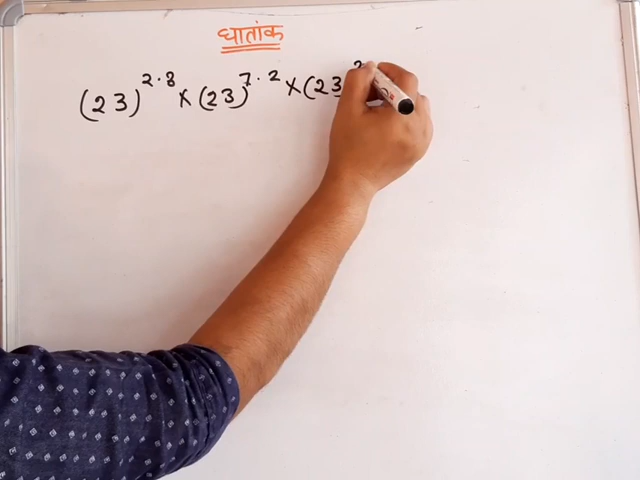 धातांक
(23)^2.8 × (23)^7.2 × (23)